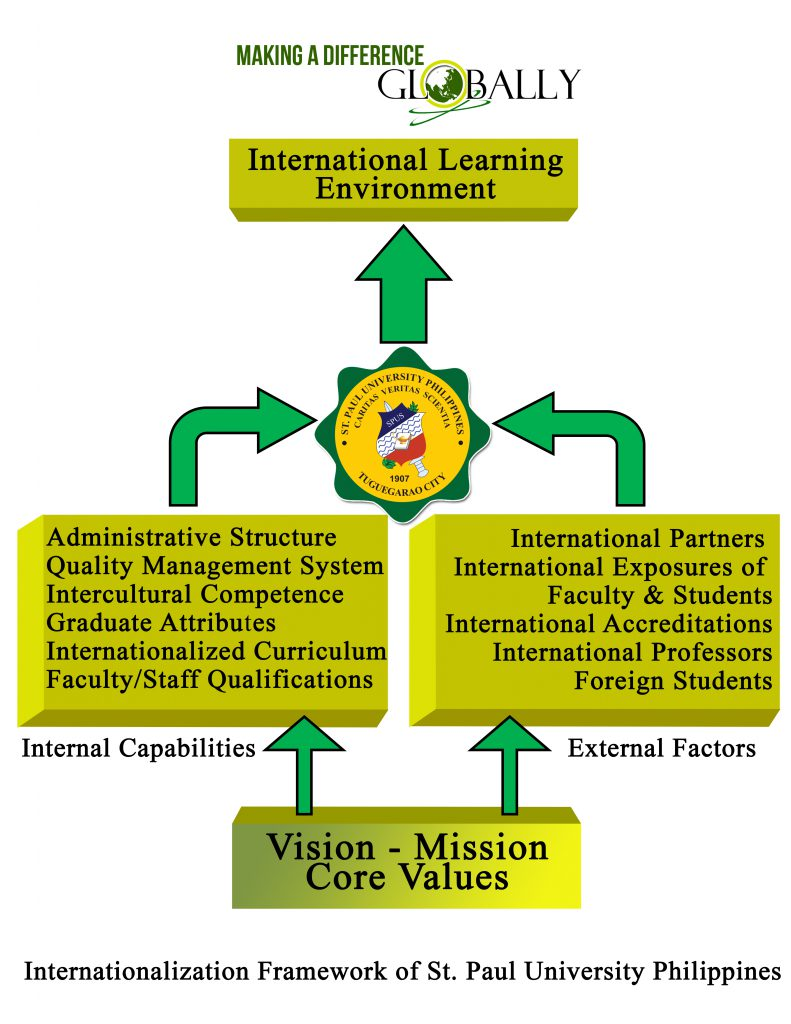 MAKING A DIFFERENCE
GLOBALLY
International Learning
Environment
ST. PAUL UNIVERSITY PHILIPPINES
CARITAS VERITAS SCIENTIA
SPUS
1907
TUGUEGARAO CITY
Administrative Structure
Quality Management System
Intercultural Competence
Graduate Attributes
Internationalized Curriculum
Faculty/Staff Qualifications
International Partners
International Exposures of
Faculty & Students
International Accreditations
International Professors
Foreign Students
Internal Capabilities
External Factors
Vision - Mission
Core Values
Internationalization Framework of St. Paul University Philippines